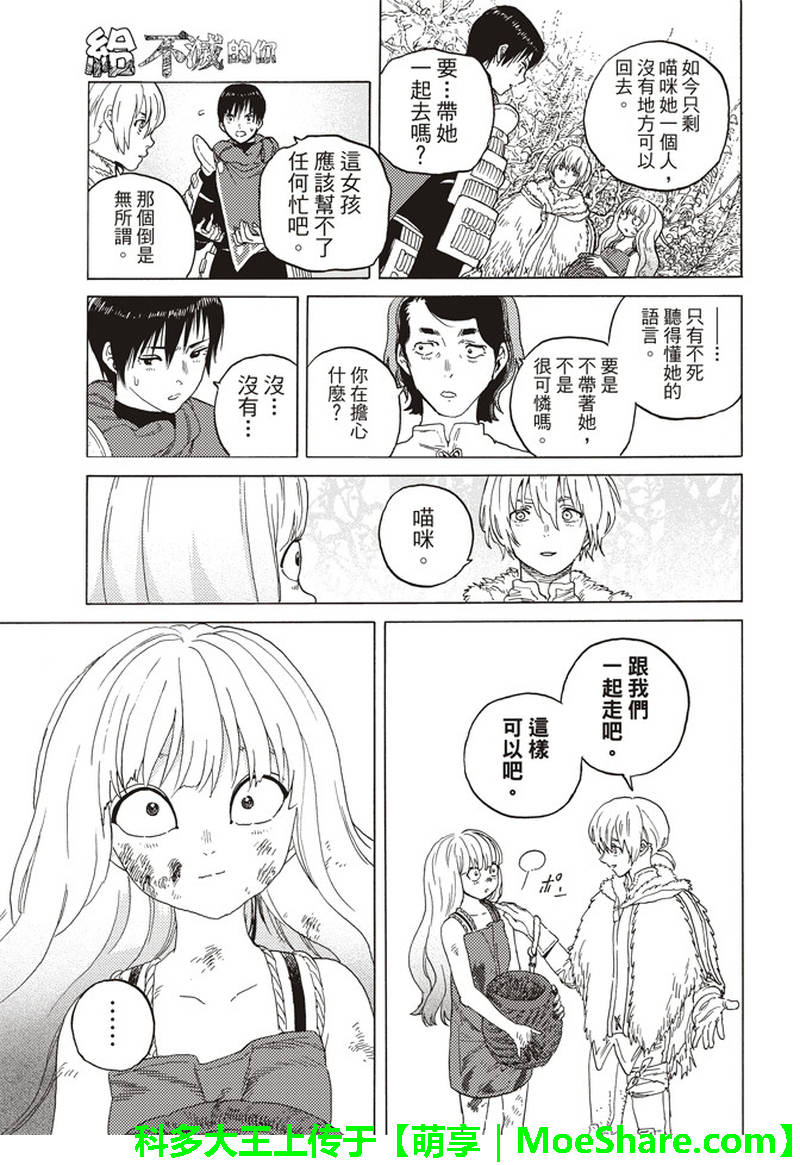 給不滅的你
如今只剩
喵咪她一個人，
沒有地方可以
回去。
要…帶她
一起去嗎？
這女孩
應該幫不了
任何忙吧。
那個倒是
無所謂。
——…
只有不死
聽得懂她的
語言。
要是
不帶著她，
不是
很可憐嗎。
你在擔心
什麼？
沒…
沒有…
喵咪。
跟我們
一起走吧。
這樣
可以吧。
ポン
……
科多大王上传于【萌享 | MoeShare.com】